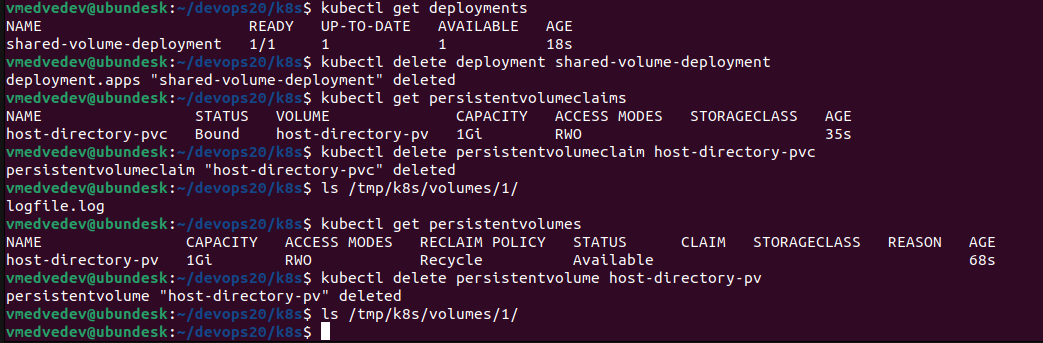 vmedvedev@ubundesk:~/devops20/k8s$ kubectl get deployments
NAME READY UP-TO-DATE AVAILABLE AGE
shared-volume-deployment 1/1 1 1 18s
vmedvedev@ubundesk:~/devops20/k8s$ kubectl delete deployment shared-volume-deployment
deployment.apps "shared-volume-deployment" deleted
vmedvedev@ubundesk:~/devops20/k8s$ kubectl get persistentvolumeclaims
NAME STATUS VOLUME CAPACITY ACCESS MODES STORAGECLASS AGE
host-directory-pvc Bound host-directory-pv 1Gi RWO 35s
vmedvedev@ubundesk:~/devops20/k8s$ kubectl delete persistentvolumeclaim host-directory-pvc
persistentvolumeclaim "host-directory-pvc" deleted
vmedvedev@ubundesk:~/devops20/k8s$ ls /tmp/k8s/volumes/1/
logfile.log
vmedvedev@ubundesk:~/devops20/k8s$ kubectl get persistentvolumes
NAME CAPACITY ACCESS MODES RECLAIM POLICY STATUS CLAIM STORAGECLASS REASON AGE
host-directory-pv 1Gi RWO Recycle Available 68s
vmedvedev@ubundesk:~/devops20/k8s$ kubectl delete persistentvolume host-directory-pv
persistentvolume "host-directory-pv" deleted
vmedvedev@ubundesk:~/devops20/k8s$ ls /tmp/k8s/volumes/1/
vmedvedev@ubundesk:~/devops20/k8s$